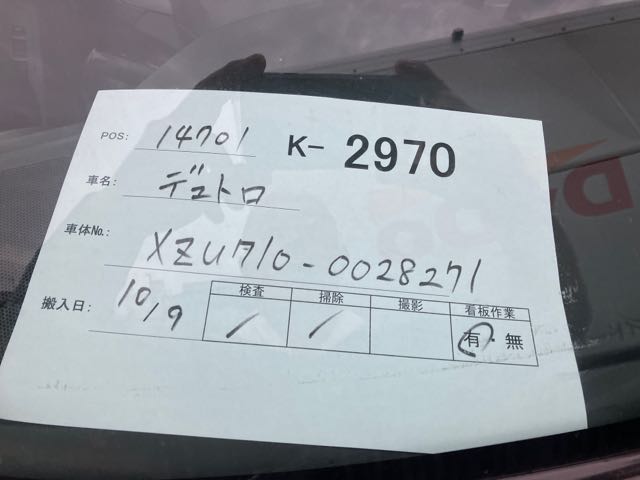 POS: 14701 K- 2970
車名: デュトロ
車体No.: XZU710-0028271
搬入日: 10/9
検査 掃除 撮影 看板作業
/ / 有・無